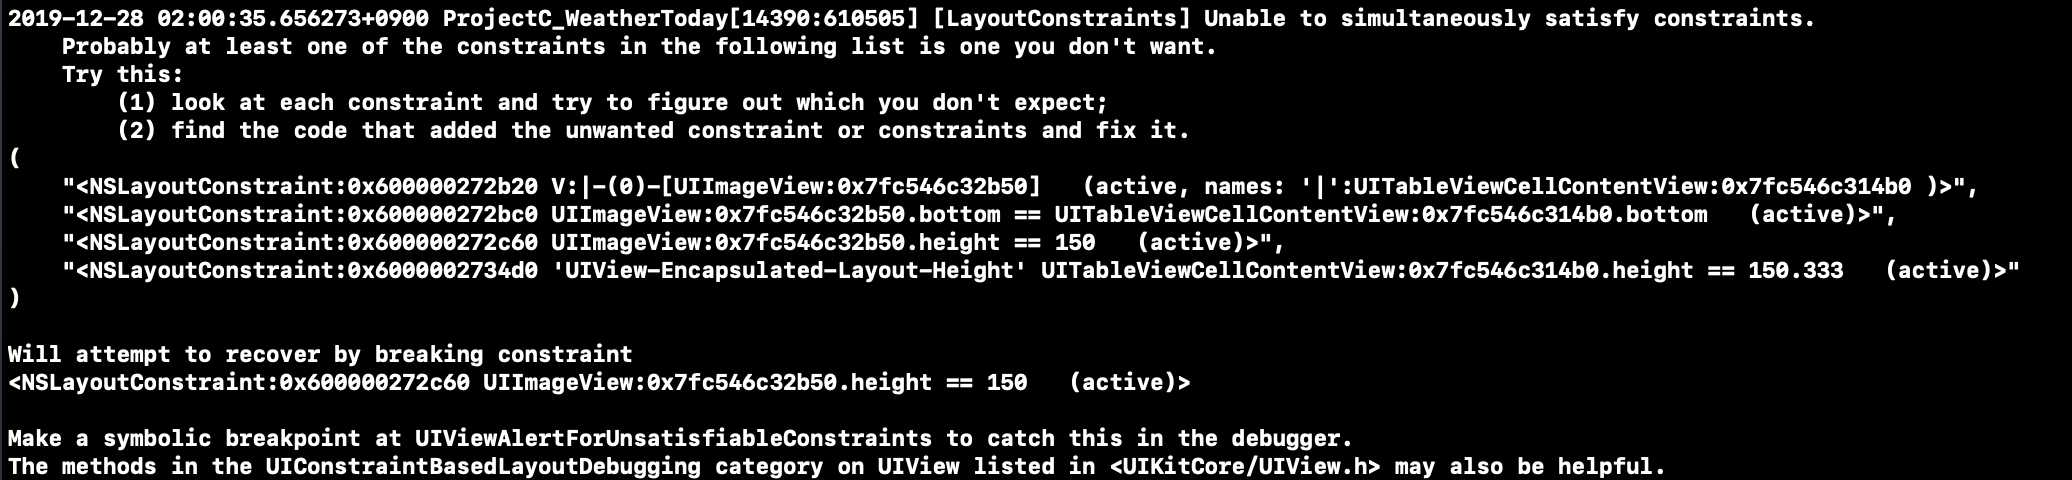 2019-12-28 02:00:35.656273+0900 ProjectC_WeatherToday[14390:610505] [LayoutConstraints] Unable to simultaneously satisfy constraints.
    Probably at least one of the constraints in the following list is one you don't want.
    Try this:
        (1) look at each constraint and try to figure out which you don't expect;
        (2) find the code that added the unwanted constraint or constraints and fix it.
(
    "<NSLayoutConstraint:0x600000272b20 V:|-(0)-[UIImageView:0x7fc546c32b50]   (active, names: '|':UITableViewCellContentView:0x7fc546c314b0 )>",
    "<NSLayoutConstraint:0x600000272bc0 UIImageView:0x7fc546c32b50.bottom == UITableViewCellContentView:0x7fc546c314b0.bottom   (active)>",
    "<NSLayoutConstraint:0x600000272c60 UIImageView:0x7fc546c32b50.height == 150   (active)>",
    "<NSLayoutConstraint:0x6000002734d0 'UIView-Encapsulated-Layout-Height' UITableViewCellContentView:0x7fc546c314b0.height == 150.333   (active)>"
)
Will attempt to recover by breaking constraint
<NSLayoutConstraint:0x600000272c60 UIImageView:0x7fc546c32b50.height == 150   (active)>
Make a symbolic breakpoint at UIViewAlertForUnsatisfiableConstraints to catch this in the debugger.
The methods in the UIConstraintBasedLayoutDebugging category on UIView listed in <UIKitCore/UIView.h> may also be helpful.